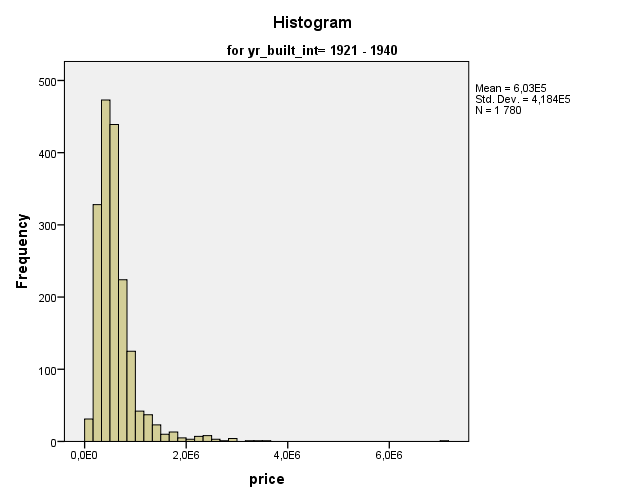 Histogram
for yr_built_int= 1921 - 1940
Mean = 6,03E5
Std. Dev. = 4,184E5
N = 1 780
Frequency
500
400
300
200
100
0
0,0E0 2,0E6 4,0E6 6,0E6
price